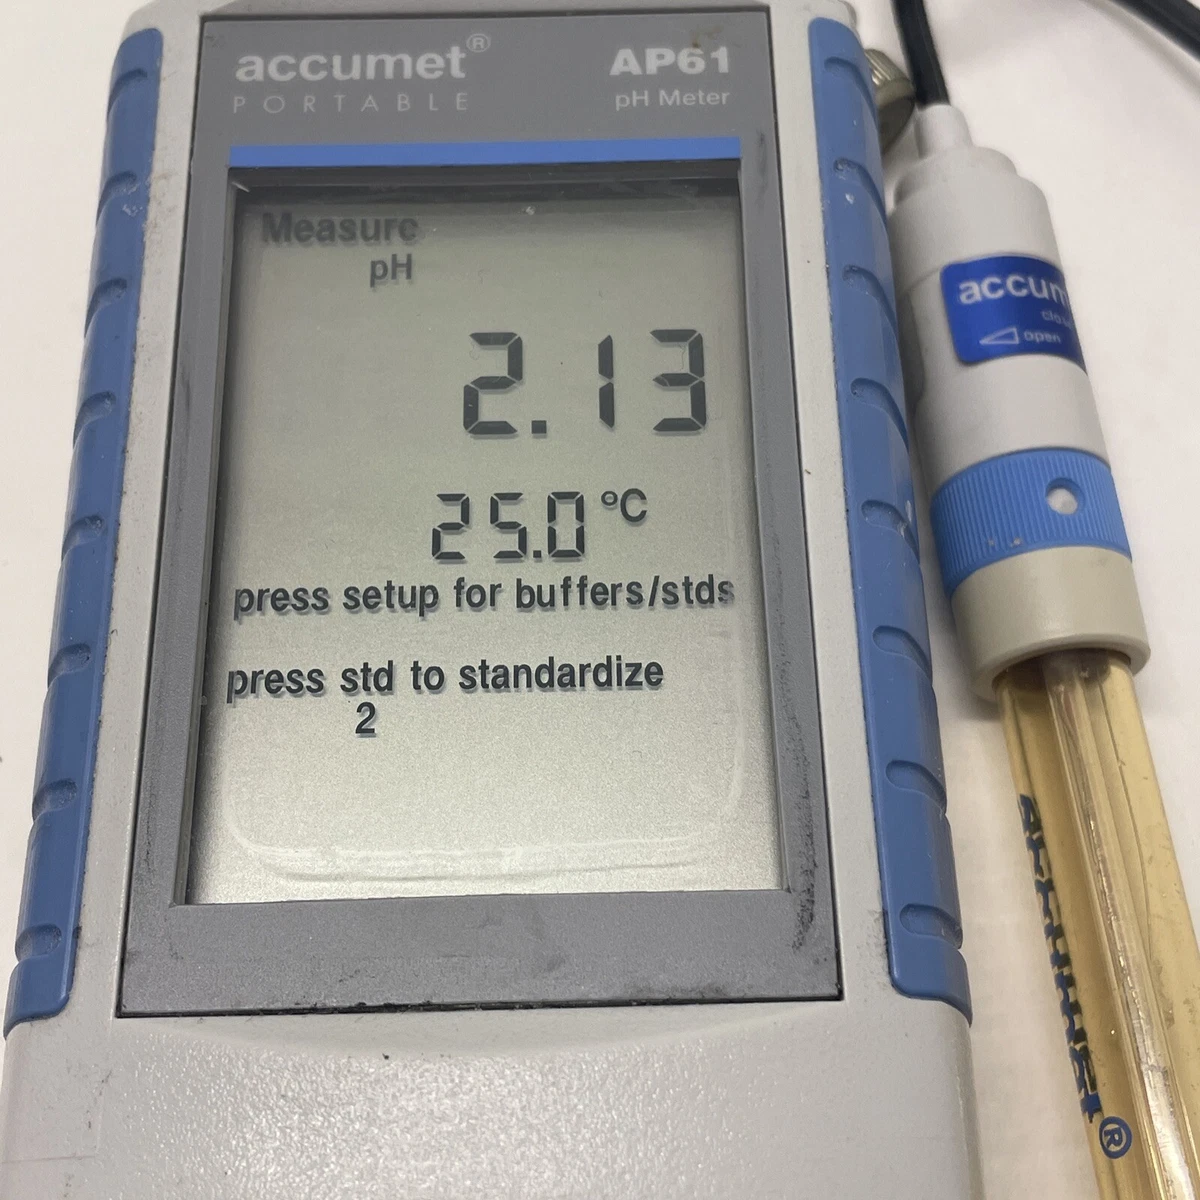 accumet®
PORTABLE
AP61
pH Meter
Measure
pH
2.13
25.0 °C
press setup for buffers/stds
press std to standardize
2
open
accumet®